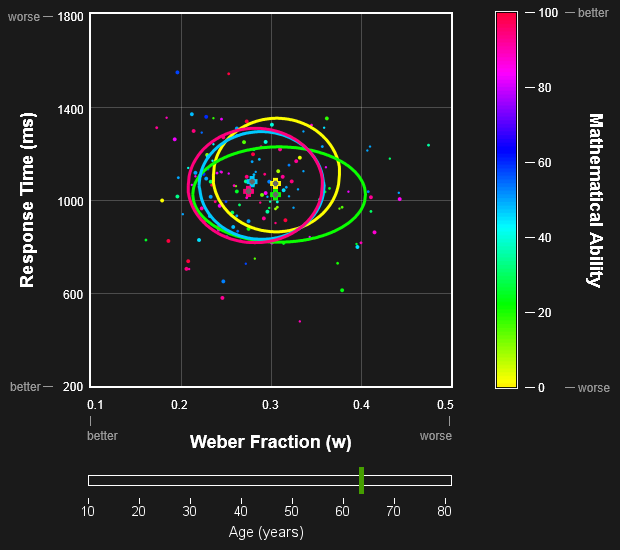 worse
1800
1400
1000
600
better
200
Response Time (ms)
0.1
0.2
0.3
0.4
0.5
better
Weber Fraction (w)
worse
10
20
30
40
50
60
70
80
Age (years)
100
better
80
60
40
20
0
worse
Mathematical Ability